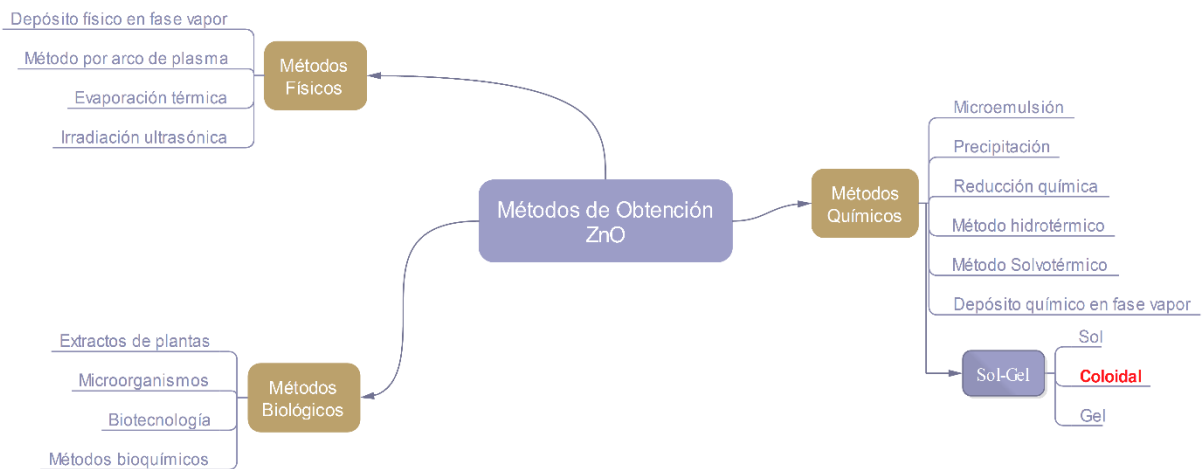 Depósito físico en fase vapor
Método por arco de plasma
Evaporación térmica
Irradiación ultrasónica
Métodos
Físicos
Métodos de Obtención
ZnO
Métodos
Químicos
Microemulsión
Precipitación
Reducción química
Método hidrotérmico
Método Solvotérmico
Depósito químico en fase vapor
Sol-Gel
Sol
Coloidal
Gel
Extractos de plantas
Microorganismos
Biotecnología
Métodos bioquímicos
Métodos
Biológicos